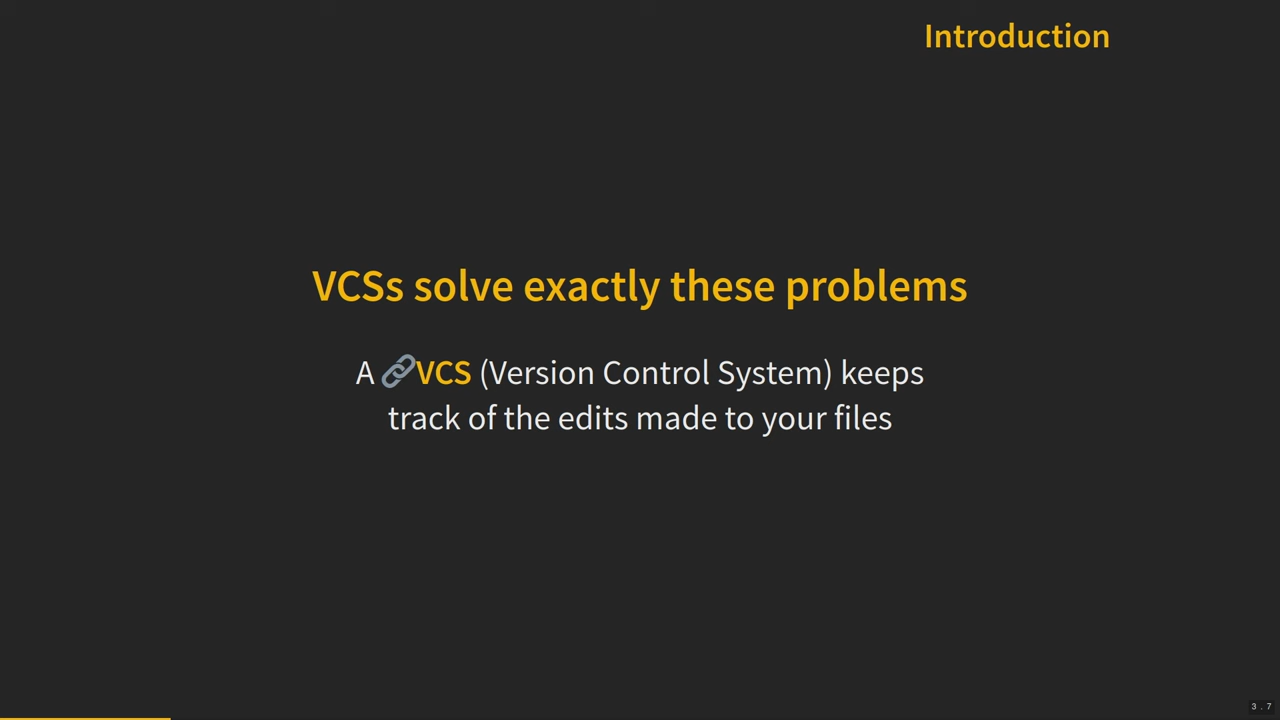 Introduction
VCSs solve exactly these problems
A 🔗VCS (Version Control System) keeps
track of the edits made to your files
3.7